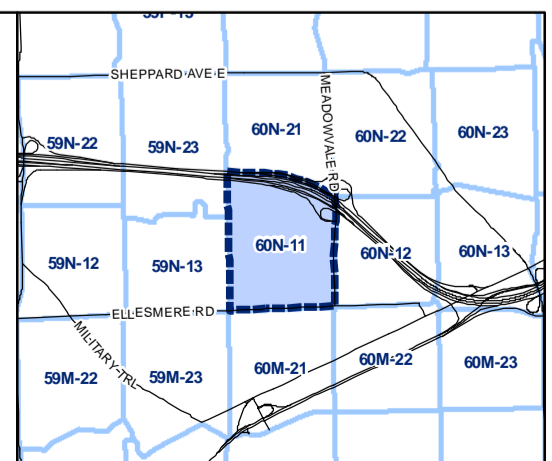 SHEPPARD AVE E
MEADOWVALE RD
60N-21
60N-22
60N-23
59N-22
59N-23
60N-11
60N-12
60N-13
59N-12
59N-13
ELLESMERE RD
MILITARY TRL
60M-21
60M-22
60M-23
59M-22
59M-23